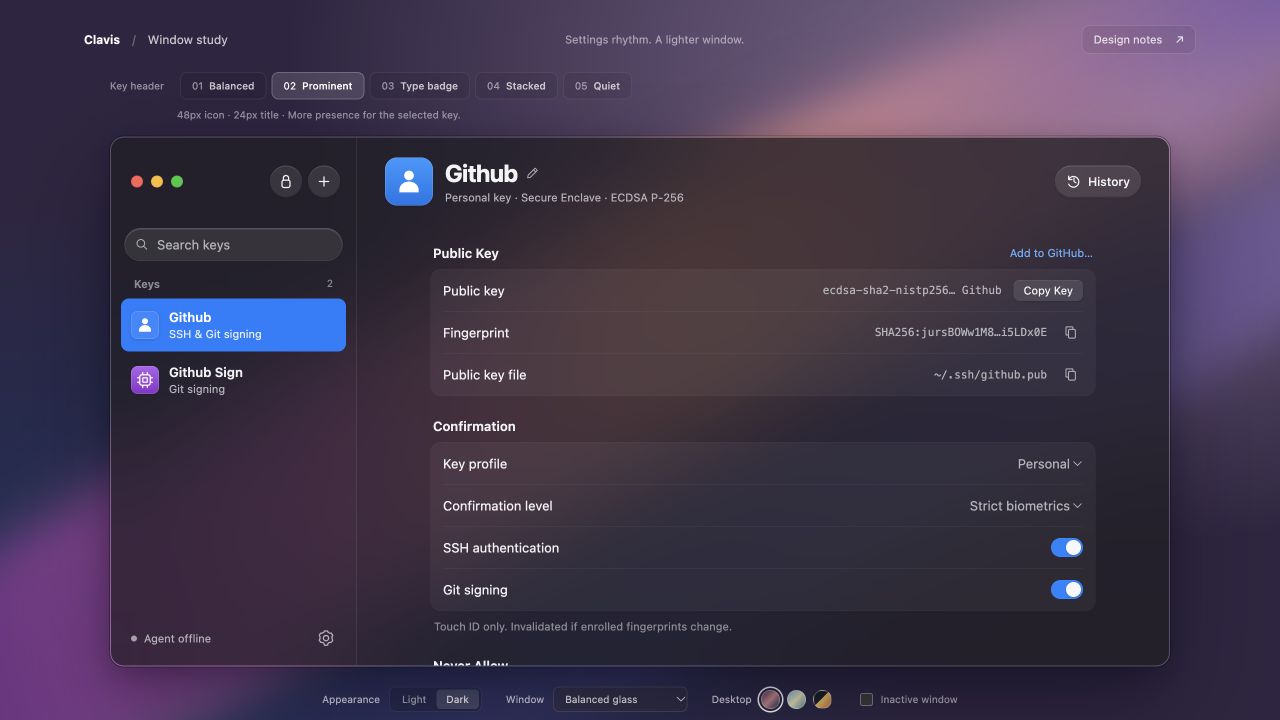 Clavis / Window study
Settings rhythm. A lighter window.
Design notes
Key header
01 Balanced
02 Prominent
03 Type badge
04 Stacked
05 Quiet
48px icon · 24px title · More presence for the selected key.
Search keys
Keys 2
Github
SSH & Git signing
Github Sign
Git signing
Agent offline
Github
Personal key · Secure Enclave · ECDSA P-256
History
Public Key
Add to GitHub…
Public key ecdsa-sha2-nistp256… Github Copy Key
Fingerprint SHA256:jursBOWw1M8…i5LDx0E
Public key file ~/.ssh/github.pub
Confirmation
Key profile Personal
Confirmation level Strict biometrics
SSH authentication
Git signing
Touch ID only. Invalidated if enrolled fingerprints change.
Never Allow
Appearance Light Dark Window Balanced glass Desktop Inactive window